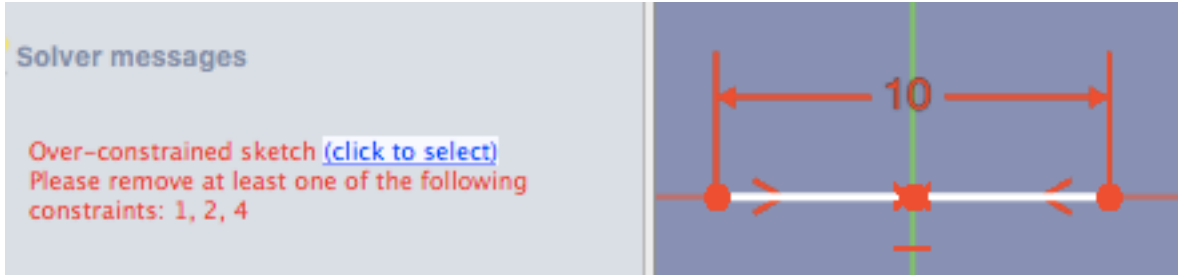 Solver messages
Over-constrained sketch (click to select)
Please remove at least one of the following
constraints: 1, 2, 4
10